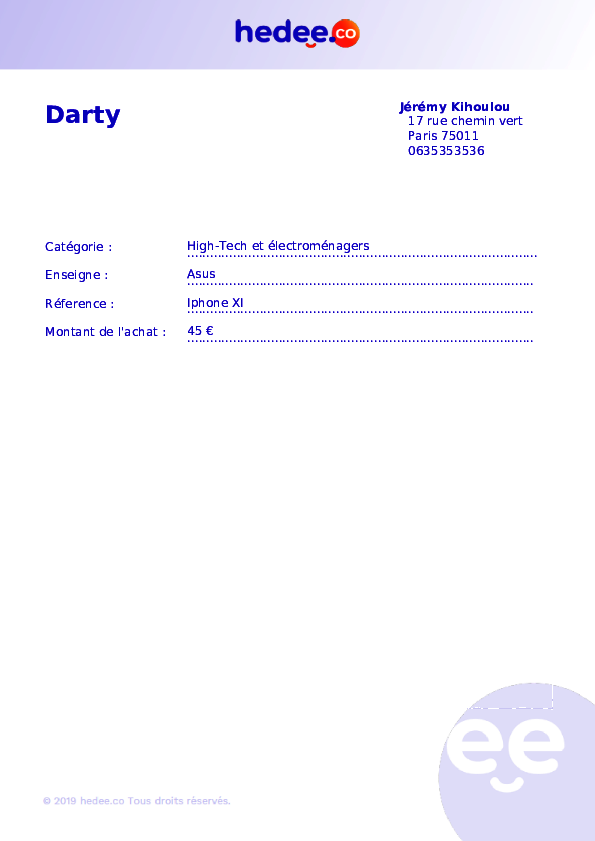 hedee.co
Darty
Jérémy Kihoulou
17 rue chemin vert
Paris 75011
0635353536
Catégorie : High-Tech et électroménagers
Enseigne : Asus
Réference : Iphone XI
Montant de l'achat : 45 €
ee
© 2019 hedee.co Tous droits réservés.